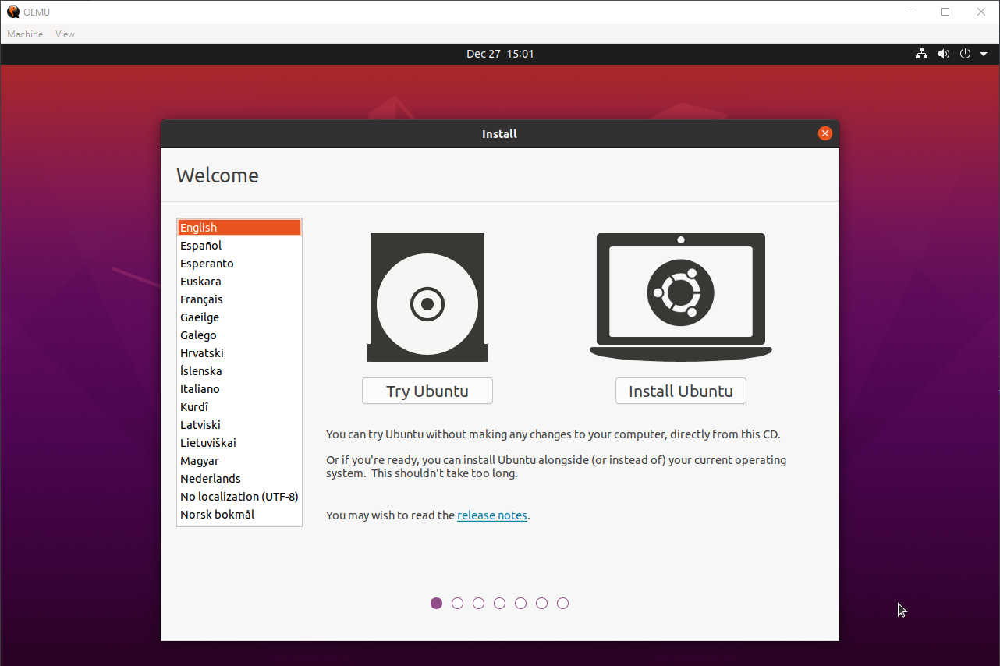 QEMU
Machine View
Dec 27 15:01
Install
Welcome
English
Español
Esperanto
Euskara
Français
Gaeilge
Galego
Hrvatski
Íslenska
Italiano
Kurdî
Latviski
Lietuviškai
Magyar
Nederlands
No localization (UTF-8)
Norsk bokmål
Try Ubuntu
Install Ubuntu
You can try Ubuntu without making any changes to your computer, directly from this CD.
Or if you're ready, you can install Ubuntu alongside (or instead of) your current operating
system. This shouldn't take too long.
You may wish to read the release notes.